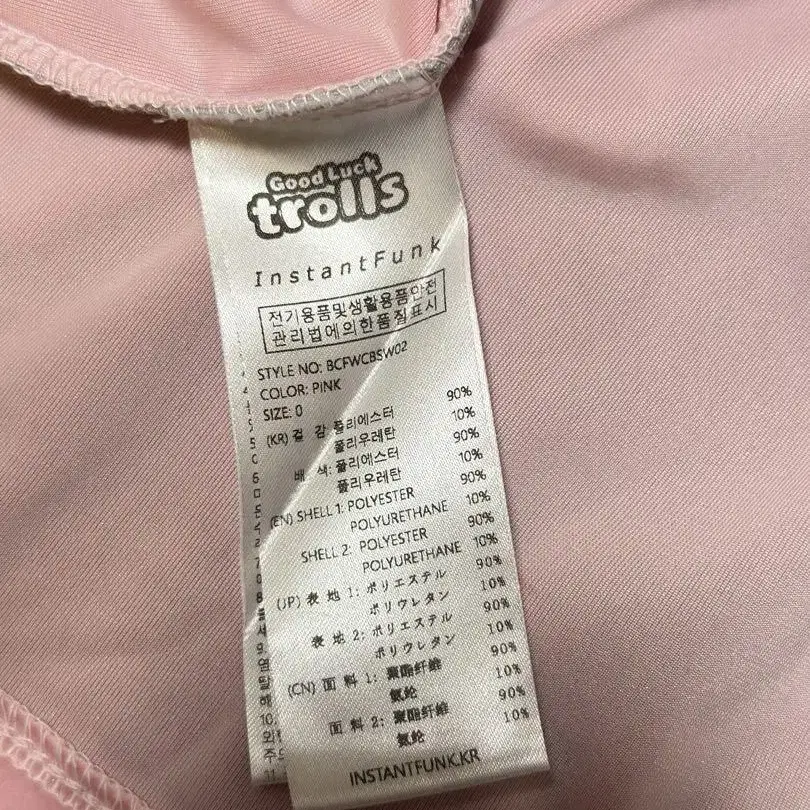 Good Luck
trolls
InstantFunk
전기용품및생활용품안전
관리법에의한품질표시
STYLE NO: BCFWCBSW02
COLOR: PINK
SIZE: 0
(KR) 겉 감 폴리에스터 90%
폴리우레탄 10%
배 색: 폴리에스터 90%
폴리우레탄 10%
(EN) SHELL 1: POLYESTER 90%
POLYURETHANE 10%
SHELL 2: POLYESTER 90%
POLYURETHANE 10%
(JP) 表 地 1: ポリエステル 90%
ポリウレタン 10%
表 地 2: ポリエステル 90%
ポリウレタン 10%
(CN) 面 料 1: 聚酯纤维 90%
氨纶 10%
面 料 2: 聚酯纤维 90%
氨纶 10%
INSTANTFUNK.KR